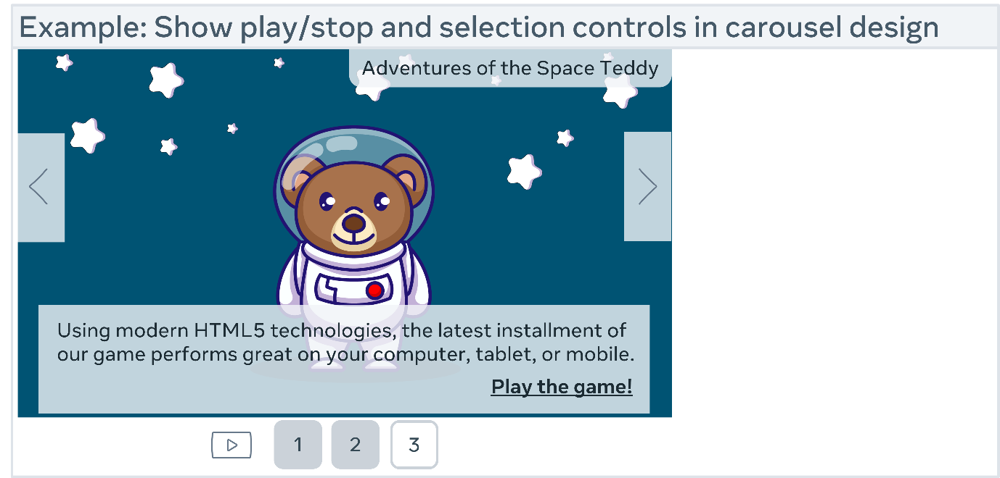 Example: Show play/stop and selection controls in carousel design
Adventures of the Space Teddy
Using modern HTML5 technologies, the latest installment of
our game performs great on your computer, tablet, or mobile.
Play the game!
1 2 3